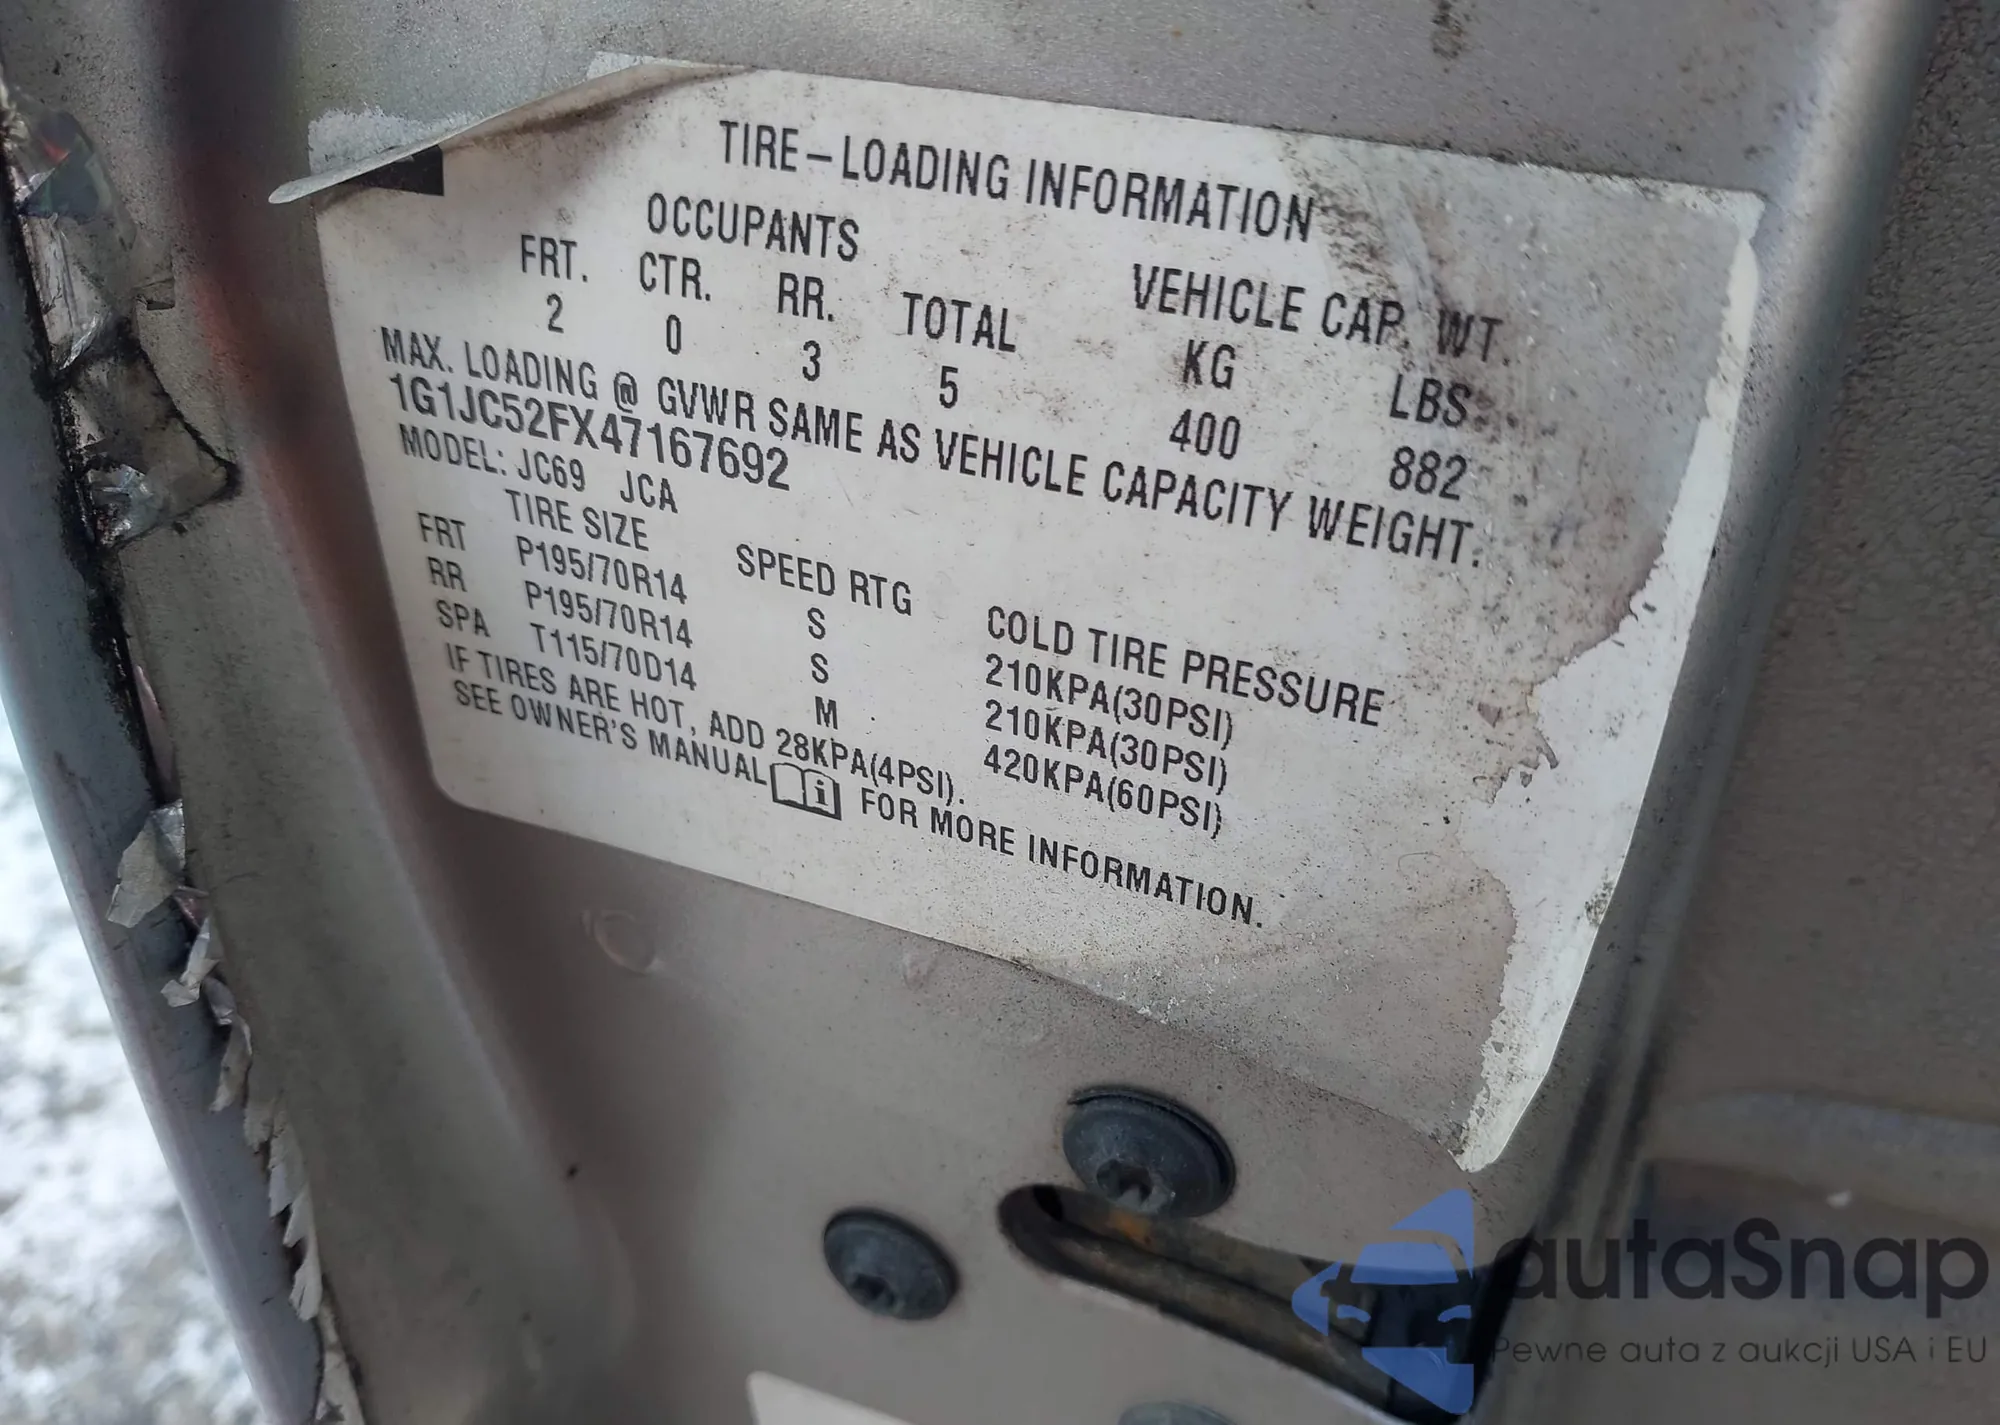 TIRE-LOADING INFORMATION
OCCUPANTS VEHICLE CAP. WT.
FRT. CTR. RR. TOTAL KG LBS
2 0 3 5 400 882
MAX. LOADING @ GVWR SAME AS VEHICLE CAPACITY WEIGHT.
1G1JC52FX47167692
MODEL: JC69 JCA
TIRE SIZE SPEED RTG COLD TIRE PRESSURE
FRT P195/70R14 S 210KPA(30PSI)
RR P195/70R14 S 210KPA(30PSI)
SPA T115/70D14 M 420KPA(60PSI)
IF TIRES ARE HOT, ADD 28KPA(4PSI).
SEE OWNER'S MANUAL i FOR MORE INFORMATION.
autaSnap
Pewne auta z aukcji USA i EU